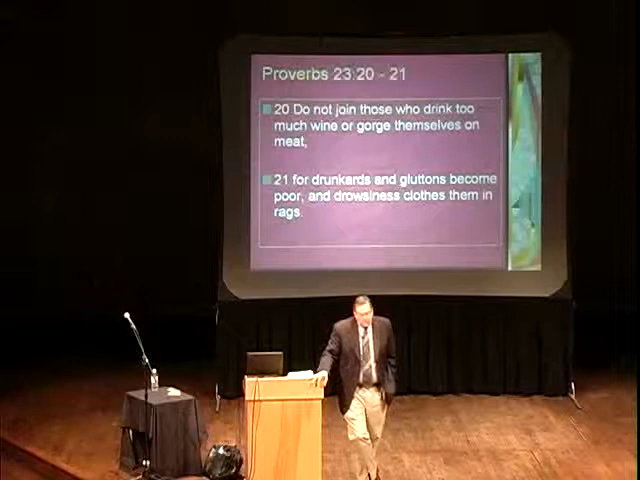 Proverbs 23:20 - 21
20 Do not join those who drink too
much wine or gorge themselves on
meat,
21 for drunkards and gluttons become
poor, and drowsiness clothes them in
rags.